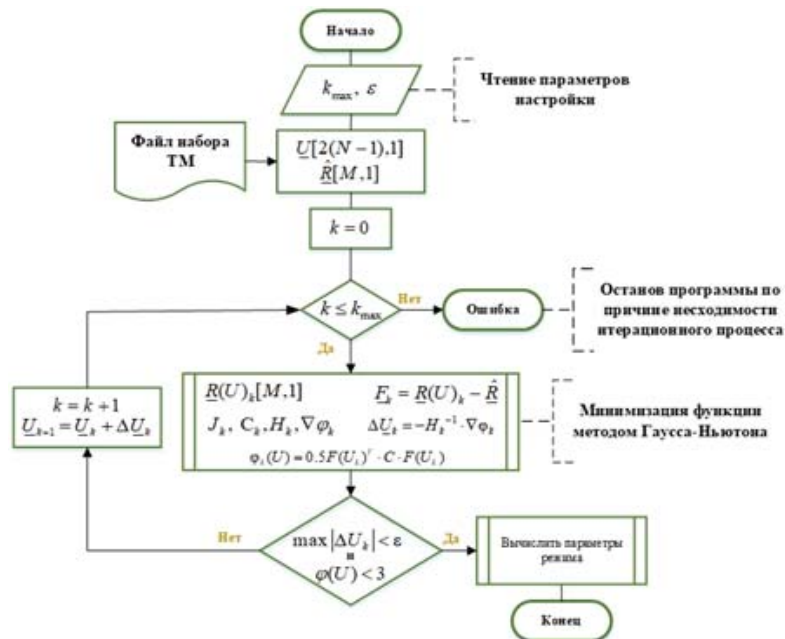 Начало
k_max, ε
Чтение параметров
настройки
Файл набора
ТМ
U[2(N−1),1]
R̂[M,1]
k = 0
k ≤ k_max
Нет
Ошибка
Останов программы по
причине несходимости
итерационного процесса
Да
k = k + 1
U_{k+1} = U_k + ΔU_k
R(U)_k[M,1]
F_k = R(U)_k − R̂
J_k, C_k, H_k, ∇φ_k
ΔU_k = −H_k^{−1} · ∇φ_k
φ_k(U) = 0.5F(U_k)^T · C · F(U_k)
Минимизация функции
методом Гаусса-Ньютона
Нет
max|ΔU_k| < ε
и
φ(U) < 3
Да
Вычислить параметры
режима
Конец